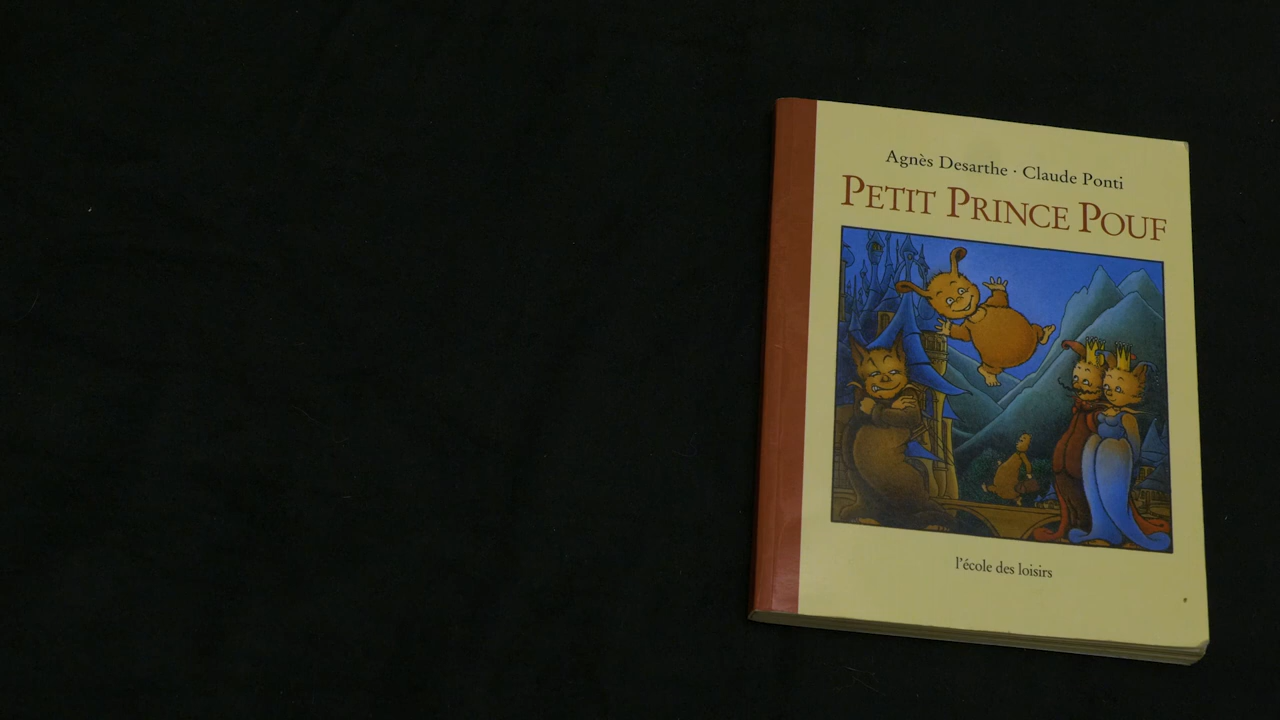 Agnès Desarthe · Claude Ponti
PETIT PRINCE POUF
l'école des loisirs